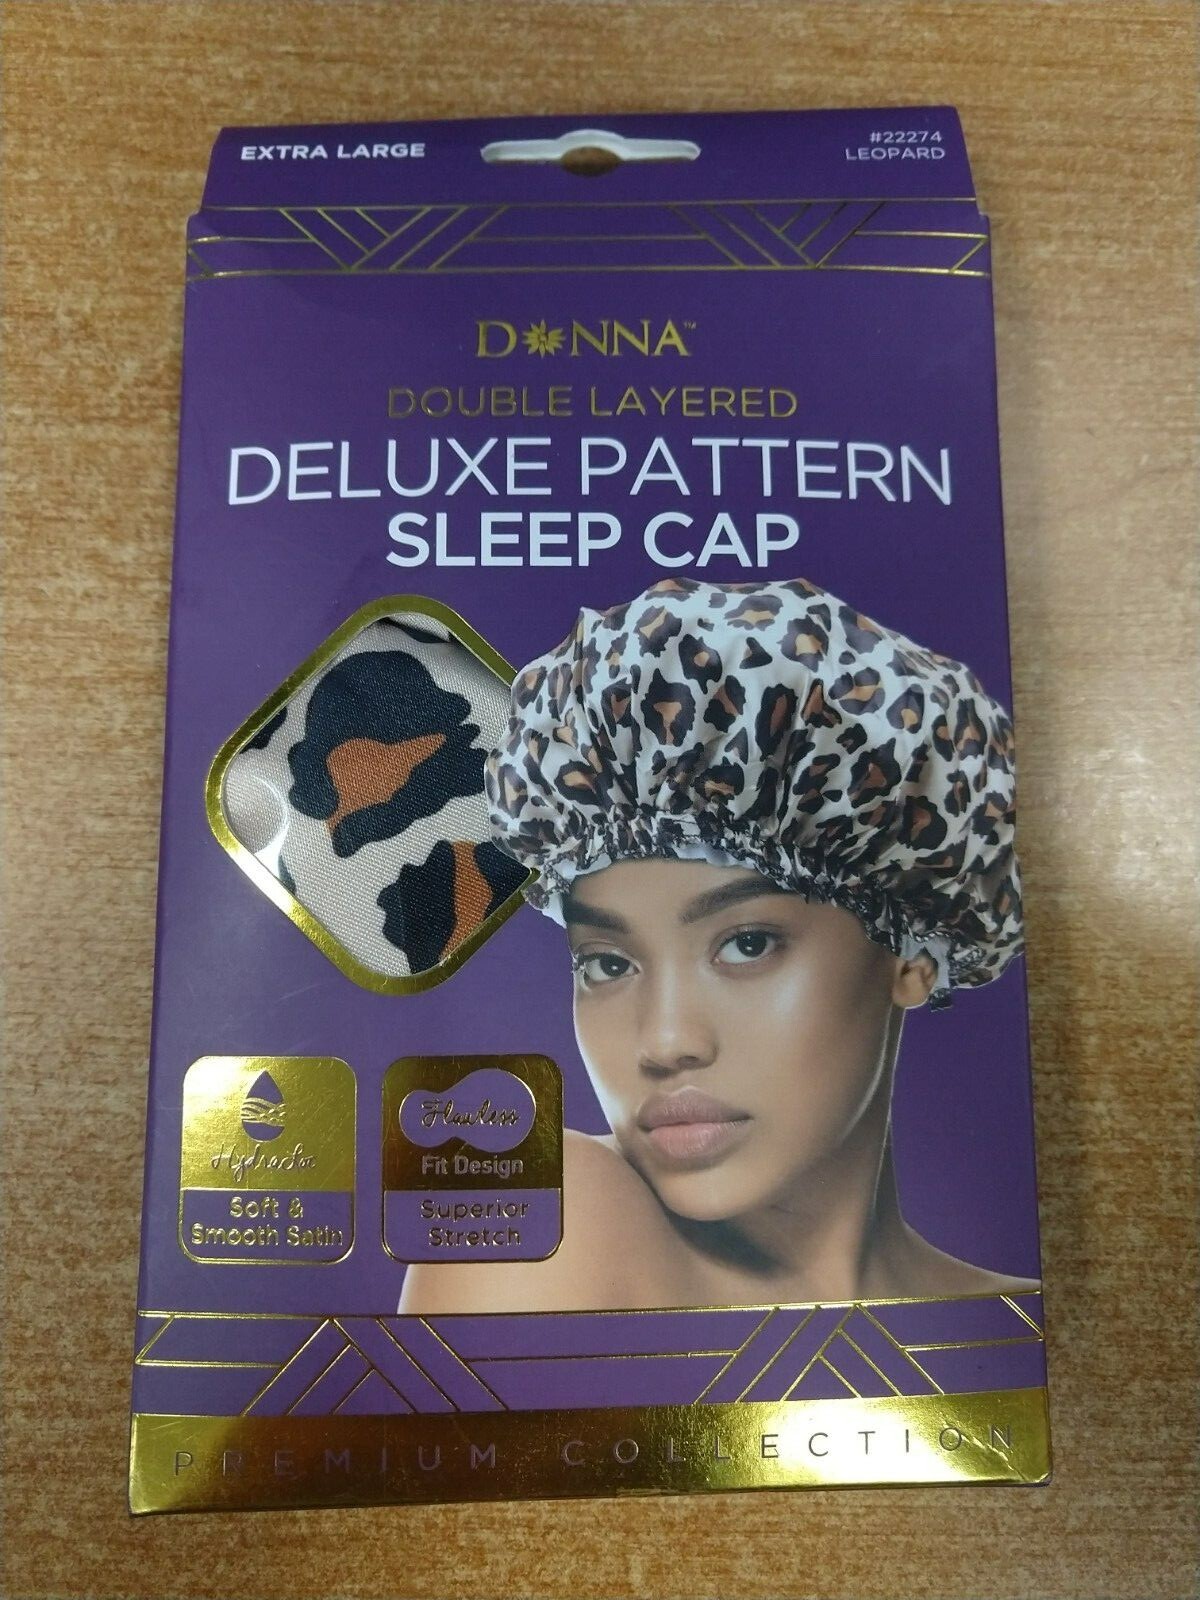 EXTRA LARGE
#22274
LEOPARD
DONNA™
DOUBLE LAYERED
DELUXE PATTERN
SLEEP CAP
Soft &
Smooth Satin
Flawless
Fit Design
Superior
Stretch
PREMIUM COLLECTION